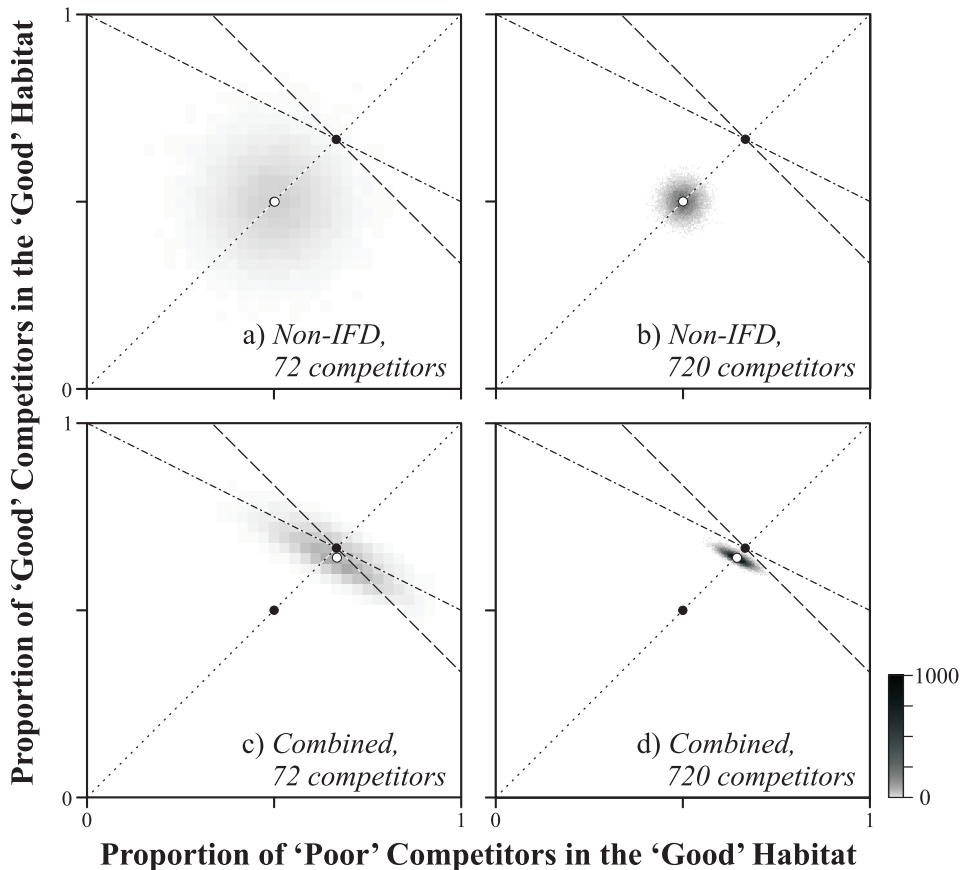 Proportion of ‘Good’ Competitors in the ‘Good’ Habitat
1
0
a) Non-IFD,
72 competitors
b) Non-IFD,
720 competitors
1
0
c) Combined,
72 competitors
d) Combined,
720 competitors
1000
0
0
1
0
1
Proportion of ‘Poor’ Competitors in the ‘Good’ Habitat